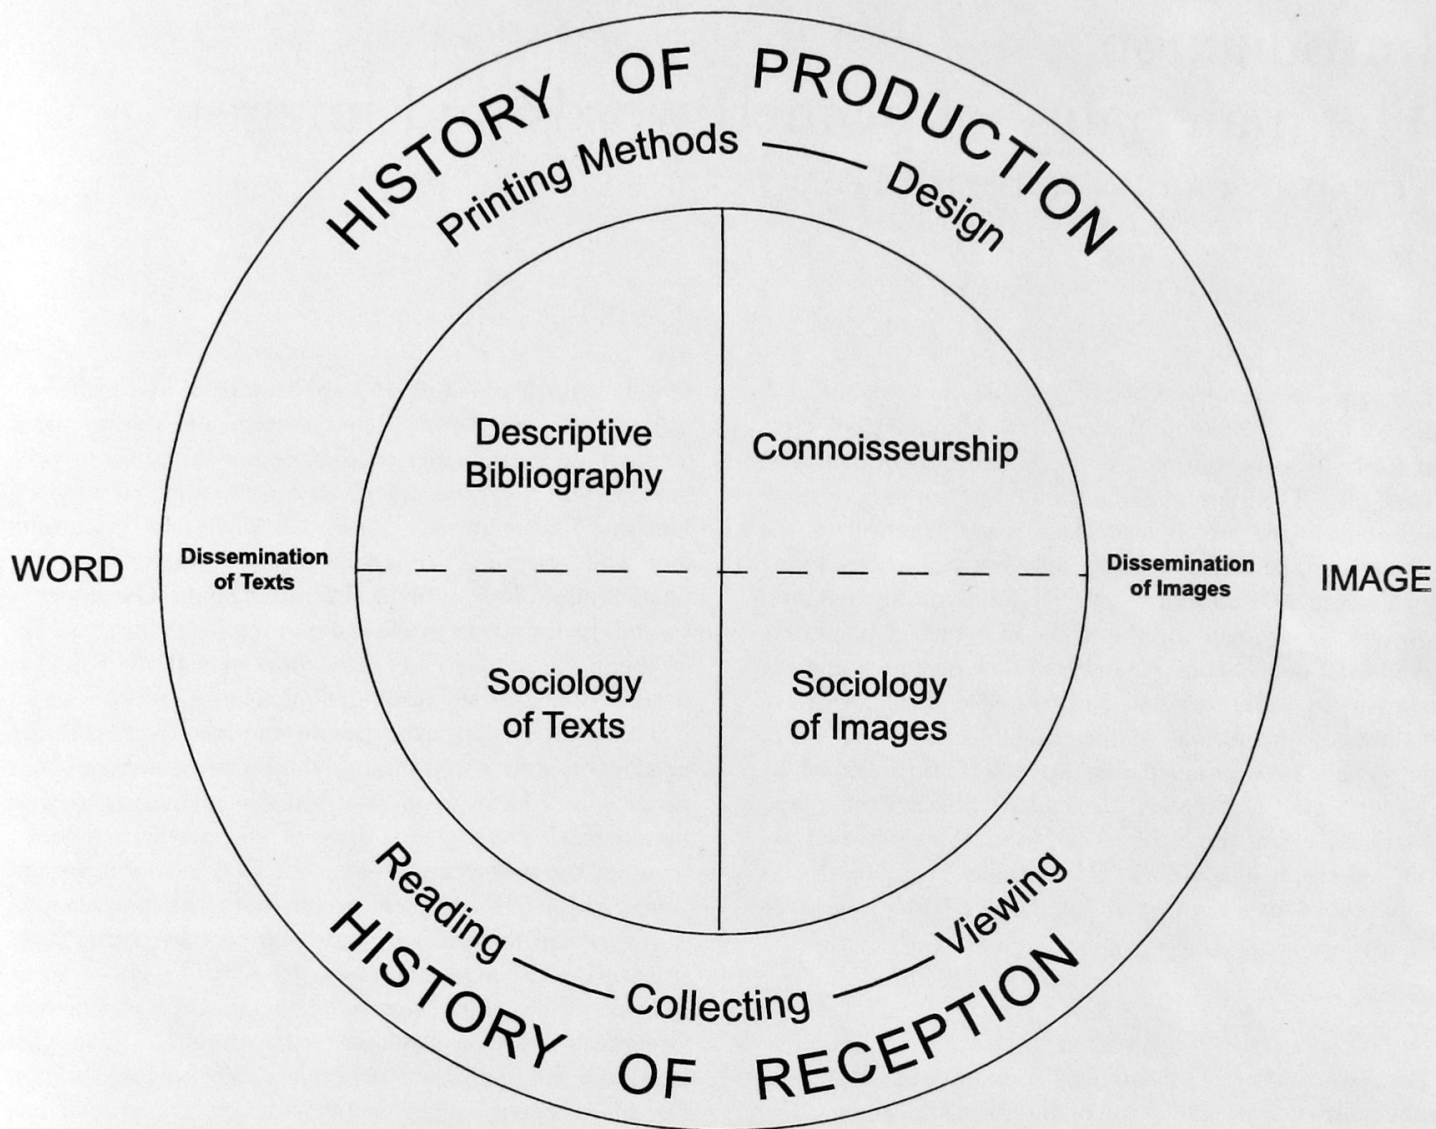 HISTORY OF PRODUCTION
Printing Methods
Design
Descriptive
Bibliography
Connoisseurship
WORD
Dissemination
of Texts
Dissemination
of Images
IMAGE
Sociology
of Texts
Sociology
of Images
Reading
Collecting
Viewing
HISTORY OF RECEPTION